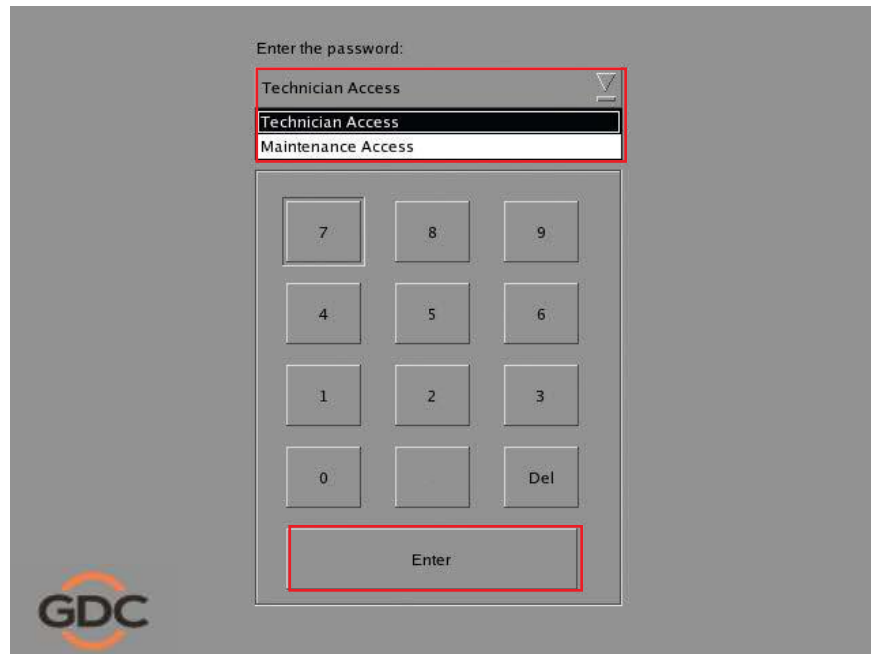 Enter the password:
Technician Access
Technician Access
Maintenance Access
7 8 9
4 5 6
1 2 3
0 Del
Enter
GDC